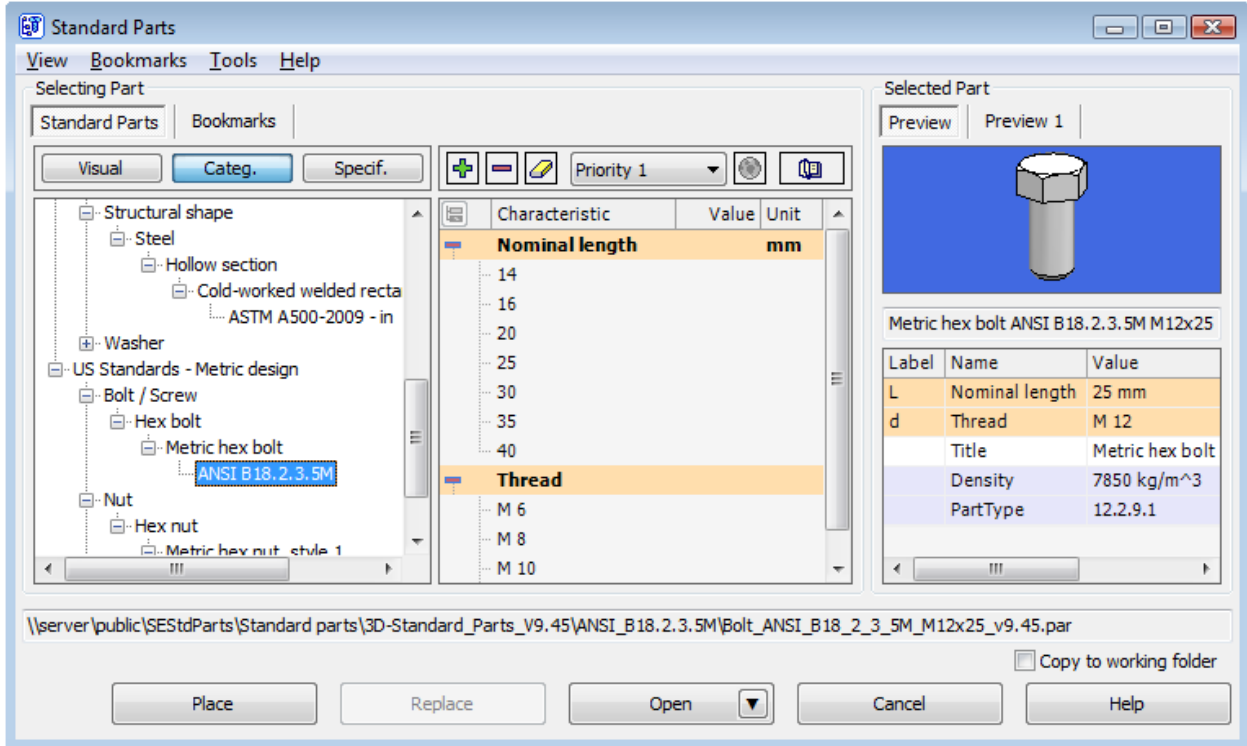 Standard Parts
View Bookmarks Tools Help
Selecting Part
Standard Parts Bookmarks
Visual Categ. Specif.
Structural shape
Steel
Hollow section
Cold-worked welded recta
ASTM A500-2009 - in
Washer
US Standards - Metric design
Bolt / Screw
Hex bolt
Metric hex bolt
ANSI B18.2.3.5M
Nut
Hex nut
Metric hex nut, style 1
Priority 1
Characteristic Value Unit
Nominal length mm
14
16
20
25
30
35
40
Thread
M 6
M 8
M 10
Selected Part
Preview Preview 1
Metric hex bolt ANSI B18.2.3.5M M12x25
Label Name Value
L Nominal length 25 mm
d Thread M 12
Title Metric hex bolt
Density 7850 kg/m^3
PartType 12.2.9.1
\\server\public\SEStdParts\Standard parts\3D-Standard_Parts_V9.45\ANSI_B18.2.3.5M\Bolt_ANSI_B18_2_3_5M_M12x25_v9.45.par
Copy to working folder
Place Replace Open Cancel Help